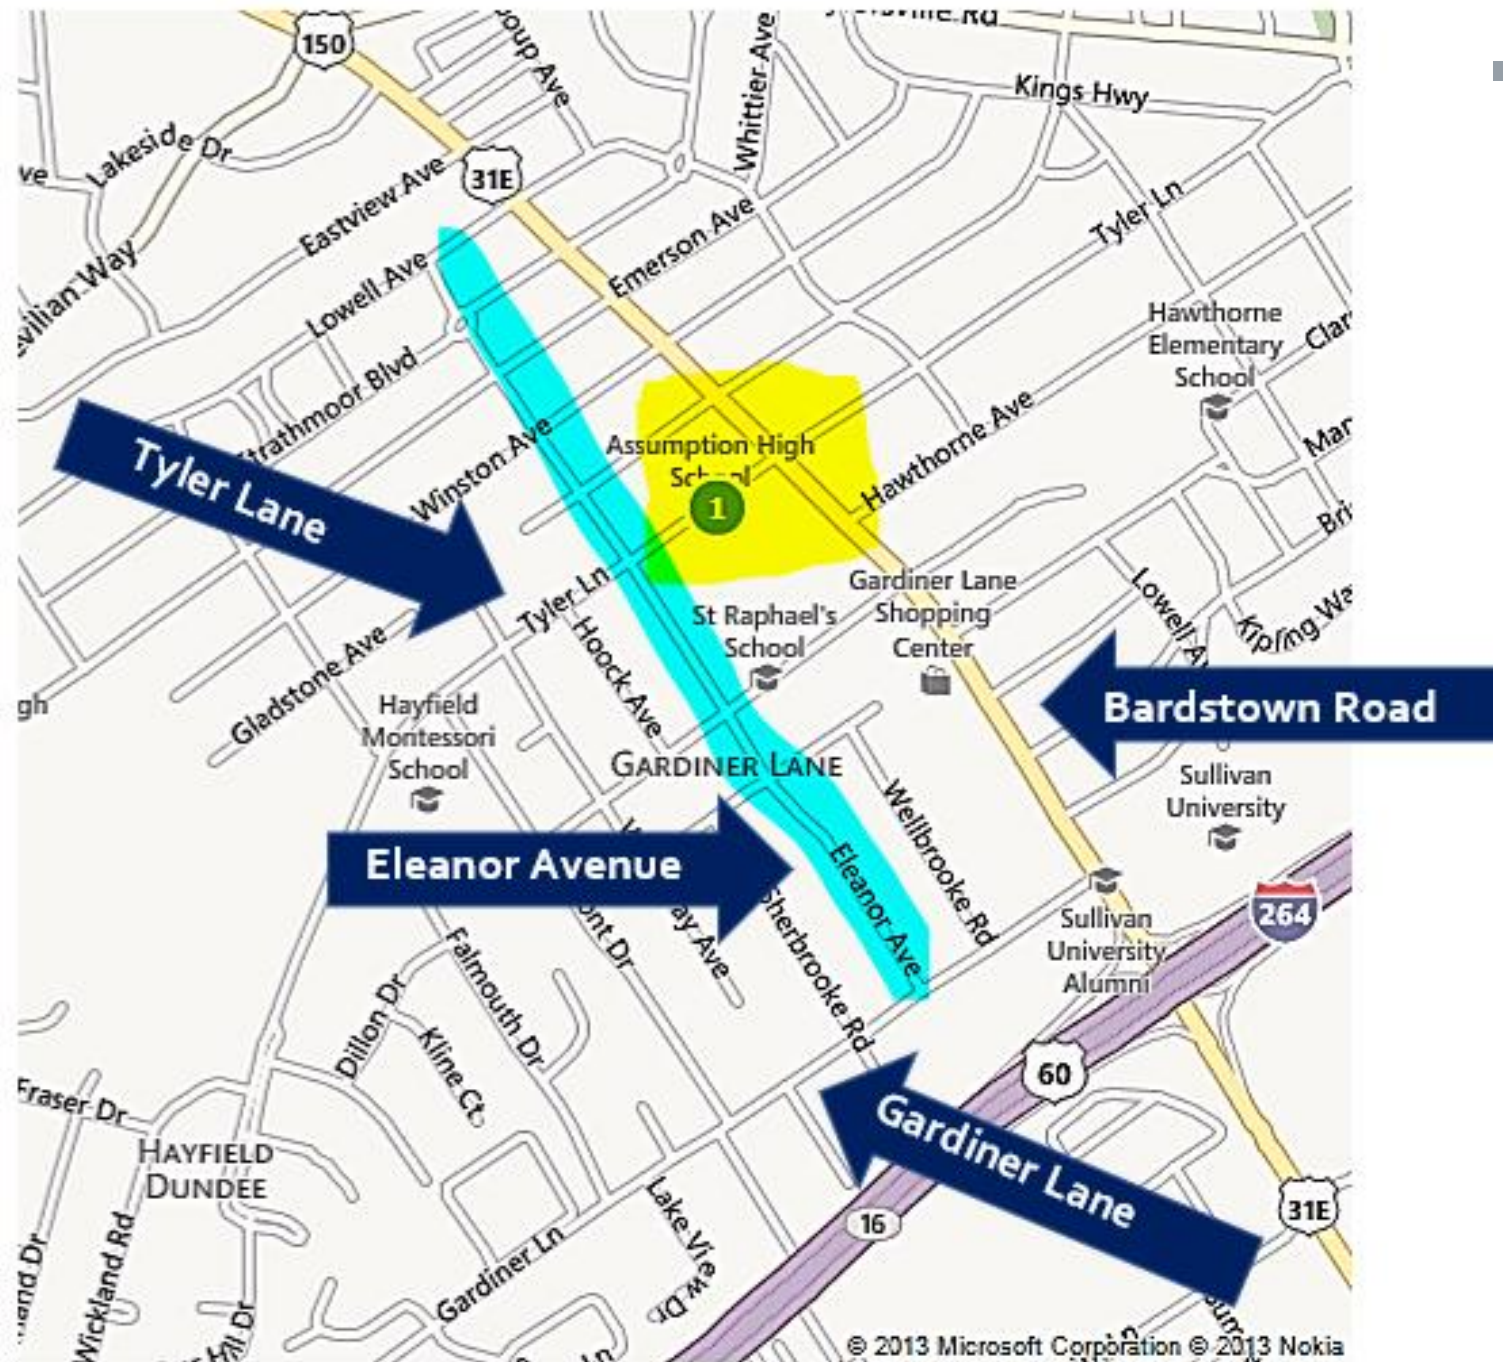 150
Kings Hwy
Whittier Ave
Lakeside Dr
31E
Eastview Ave
Emerson Ave
Tyler Ln
Lowell Ave
Hawthorne
Elementary
School
Strathmoor Blvd
Winston Ave
Assumption High
School
1
Hawthorne Ave
Tyler Lane
Gardiner Lane
Shopping
Center
Tyler Ln
St Raphael's
School
Gladstone Ave
Hoock Ave
Hayfield
Montessori
School
Bardstown Road
GARDINER LANE
Sullivan
University
Wellbrooke Rd
Eleanor Avenue
Eleanor Ave
264
Sullivan
University
Alumni
Sherbrooke Rd
Falmouth Dr
Dillon Dr
Kline Ct.
60
Fraser Dr
Gardiner Lane
HAYFIELD
DUNDEE
31E
16
Lake View Dr
Gardiner Ln
Wickland Rd
© 2013 Microsoft Corporation © 2013 Nokia